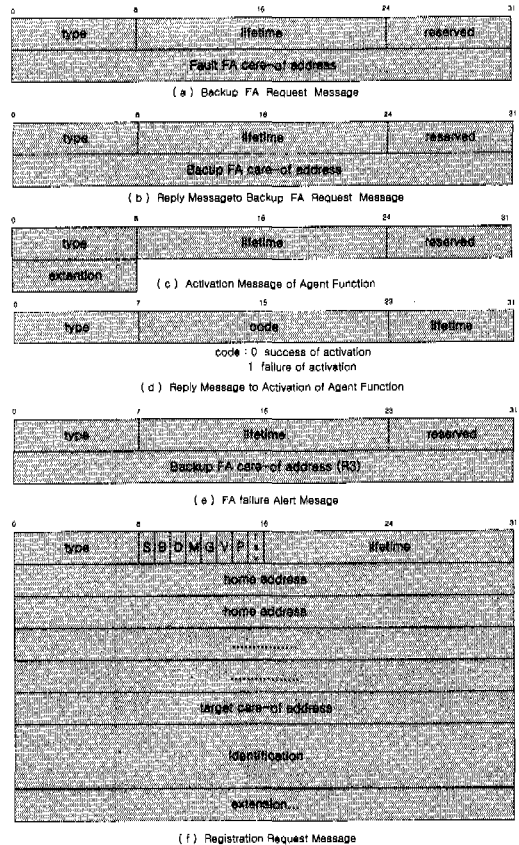 0 8 16 24 31
type lifetime reserved
Fault FA care-of address
( a ) Backup FA Request Message
0 8 16 24 31
type lifetime reserved
Bactip FA care-of address
( b ) Reply Messageto Backup FA Request Message
0 8 16 24 31
type lifetime reserved
extention
( c ) Activation Message of Agent Function
0 7 15 23 31
type code lifetime
code : 0 success of activation
1 failure of activation
( d ) Reply Message to Activation of Agent Function
0 7 15 23 31
type lifetime reserved
Backup FA care-of address (R3)
( e ) FA failure Alert Mesage
0 8 16 24 31
type S B D M G V P lifetime
home address
home address
................
................
target care-of address
identification
extension...
( f ) Registration Request Message